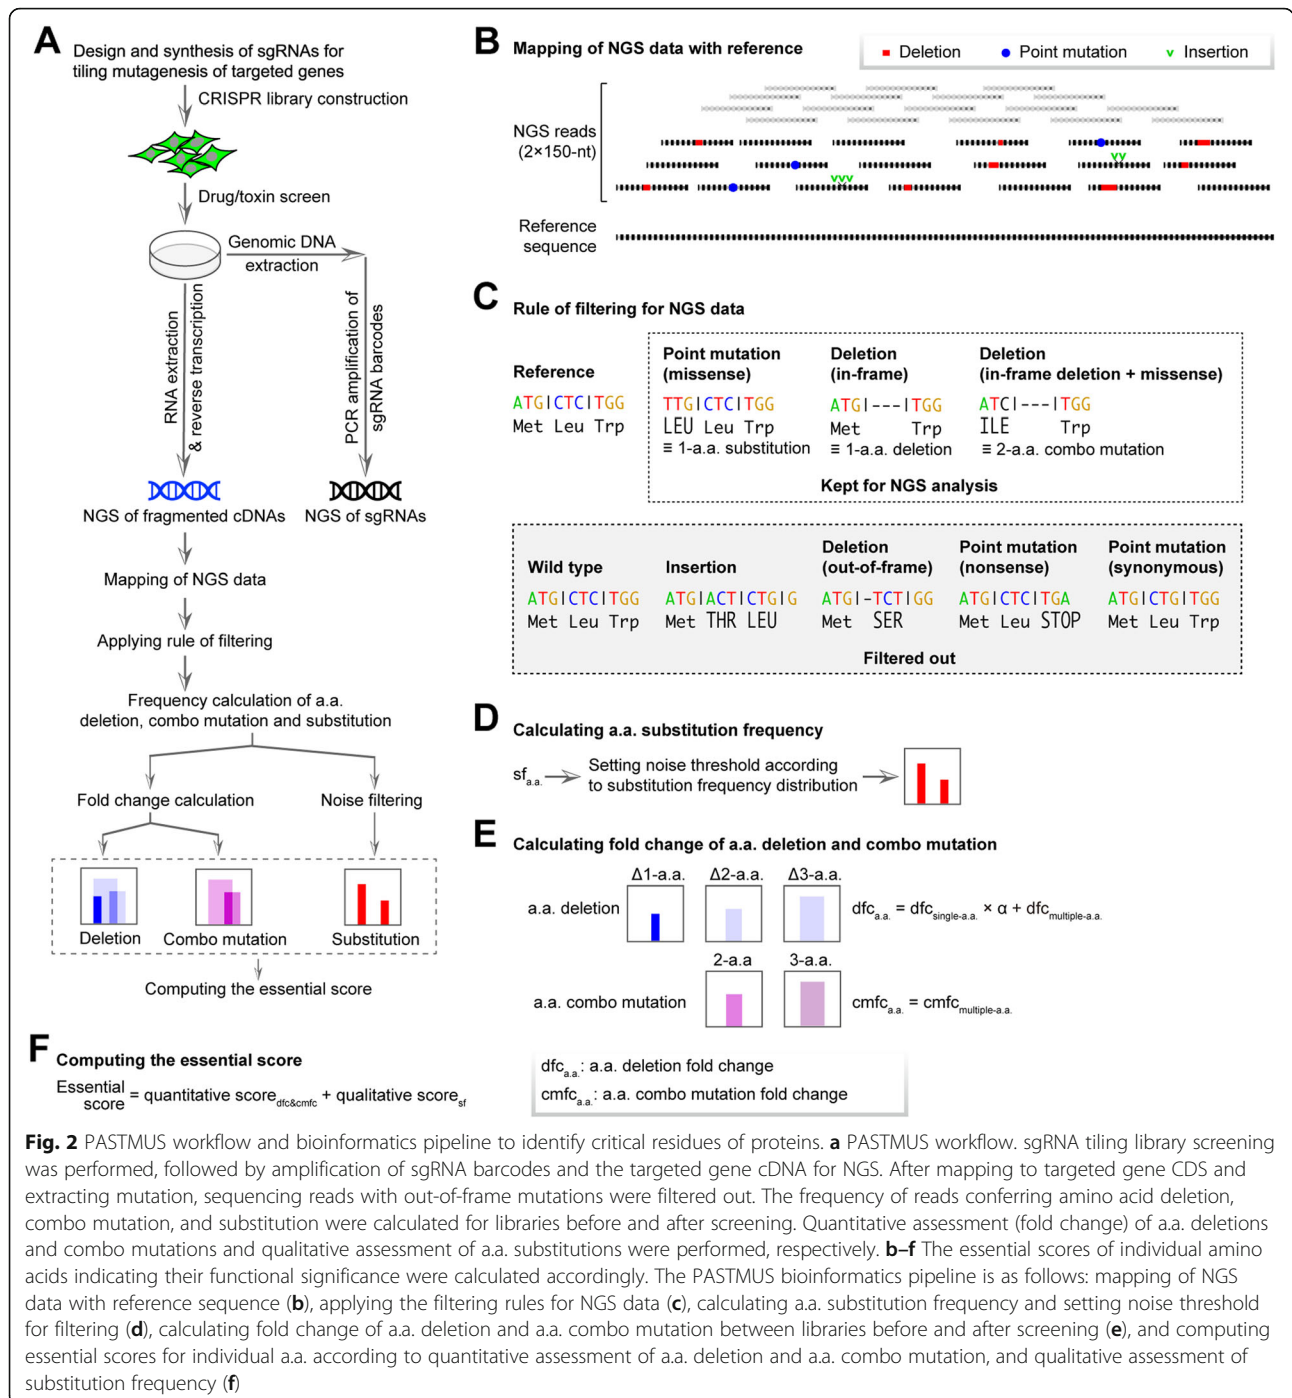 A
Design and synthesis of sgRNAs for
tiling mutagenesis of targeted genes
CRISPR library construction
Drug/toxin screen
Genomic DNA
extraction
RNA extraction
& reverse transcription
PCR amplification of
sgRNA barcodes
NGS of fragmented cDNAs
NGS of sgRNAs
Mapping of NGS data
Applying rule of filtering
Frequency calculation of a.a.
deletion, combo mutation and substitution
Fold change calculation
Noise filtering
Deletion
Combo mutation
Substitution
Computing the essential score
B
Mapping of NGS data with reference
Deletion
Point mutation
v Insertion
NGS reads
(2×150-nt)
vv
vvv
Reference
sequence
C
Rule of filtering for NGS data
Reference
ATG|CTC|TGG
Met Leu Trp
Point mutation
(missense)
TTG|CTC|TGG
LEU Leu Trp
≡ 1-a.a. substitution
Deletion
(in-frame)
ATG|---|TGG
Met Trp
≡ 1-a.a. deletion
Deletion
(in-frame deletion + missense)
ATC|---|TGG
ILE Trp
≡ 2-a.a. combo mutation
Kept for NGS analysis
Wild type
ATG|CTC|TGG
Met Leu Trp
Insertion
ATG|ACT|CTG|G
Met THR LEU
Deletion
(out-of-frame)
ATG|-TCT|GG
Met SER
Point mutation
(nonsense)
ATG|CTC|TGA
Met Leu STOP
Point mutation
(synonymous)
ATG|CTG|TGG
Met Leu Trp
Filtered out
D
Calculating a.a. substitution frequency
sf a.a.
Setting noise threshold according
to substitution frequency distribution
E
Calculating fold change of a.a. deletion and combo mutation
Δ1-a.a. Δ2-a.a. Δ3-a.a.
a.a. deletion
dfc a.a. = dfc single-a.a. × α + dfc multiple-a.a.
2-a.a 3-a.a.
a.a. combo mutation
cmfc a.a. = cmfc multiple-a.a.
F
Computing the essential score
Essential
score = quantitative score dfc&cmfc + qualitative score sf
dfc a.a.: a.a. deletion fold change
cmfc a.a.: a.a. combo mutation fold change
Fig. 2 PASTMUS workflow and bioinformatics pipeline to identify critical residues of proteins. a PASTMUS workflow. sgRNA tiling library screening
was performed, followed by amplification of sgRNA barcodes and the targeted gene cDNA for NGS. After mapping to targeted gene CDS and
extracting mutation, sequencing reads with out-of-frame mutations were filtered out. The frequency of reads conferring amino acid deletion,
combo mutation, and substitution were calculated for libraries before and after screening. Quantitative assessment (fold change) of a.a. deletions
and combo mutations and qualitative assessment of a.a. substitutions were performed, respectively. b–f The essential scores of individual amino
acids indicating their functional significance were calculated accordingly. The PASTMUS bioinformatics pipeline is as follows: mapping of NGS
data with reference sequence (b), applying the filtering rules for NGS data (c), calculating a.a. substitution frequency and setting noise threshold
for filtering (d), calculating fold change of a.a. deletion and a.a. combo mutation between libraries before and after screening (e), and computing
essential scores for individual a.a. according to quantitative assessment of a.a. deletion and a.a. combo mutation, and qualitative assessment of
substitution frequency (f)